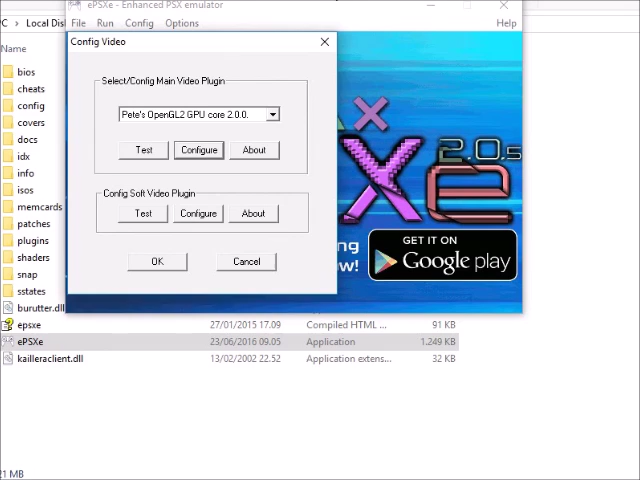 ePSXe - Enhanced PSX emulator
File Run Config Options Help
PC > Local Disk
Name
Config Video
Select/Config Main Video Plugin
Pete's OpenGL2 GPU core 2.0.0.
Test Configure About
Config Soft Video Plugin
Test Configure About
OK Cancel
2.0.5
GET IT ON
Google play
bios
cheats
config
covers
docs
idx
info
isos
memcards
patches
plugins
shaders
snap
sstates
burutter.dll
epsxe 27/01/2015 17.09 Compiled HTML ... 91 KB
ePSXe 23/06/2016 09.05 Application 1.249 KB
kailleraclient.dll 13/02/2002 22.52 Application extens... 32 KB
21 MB